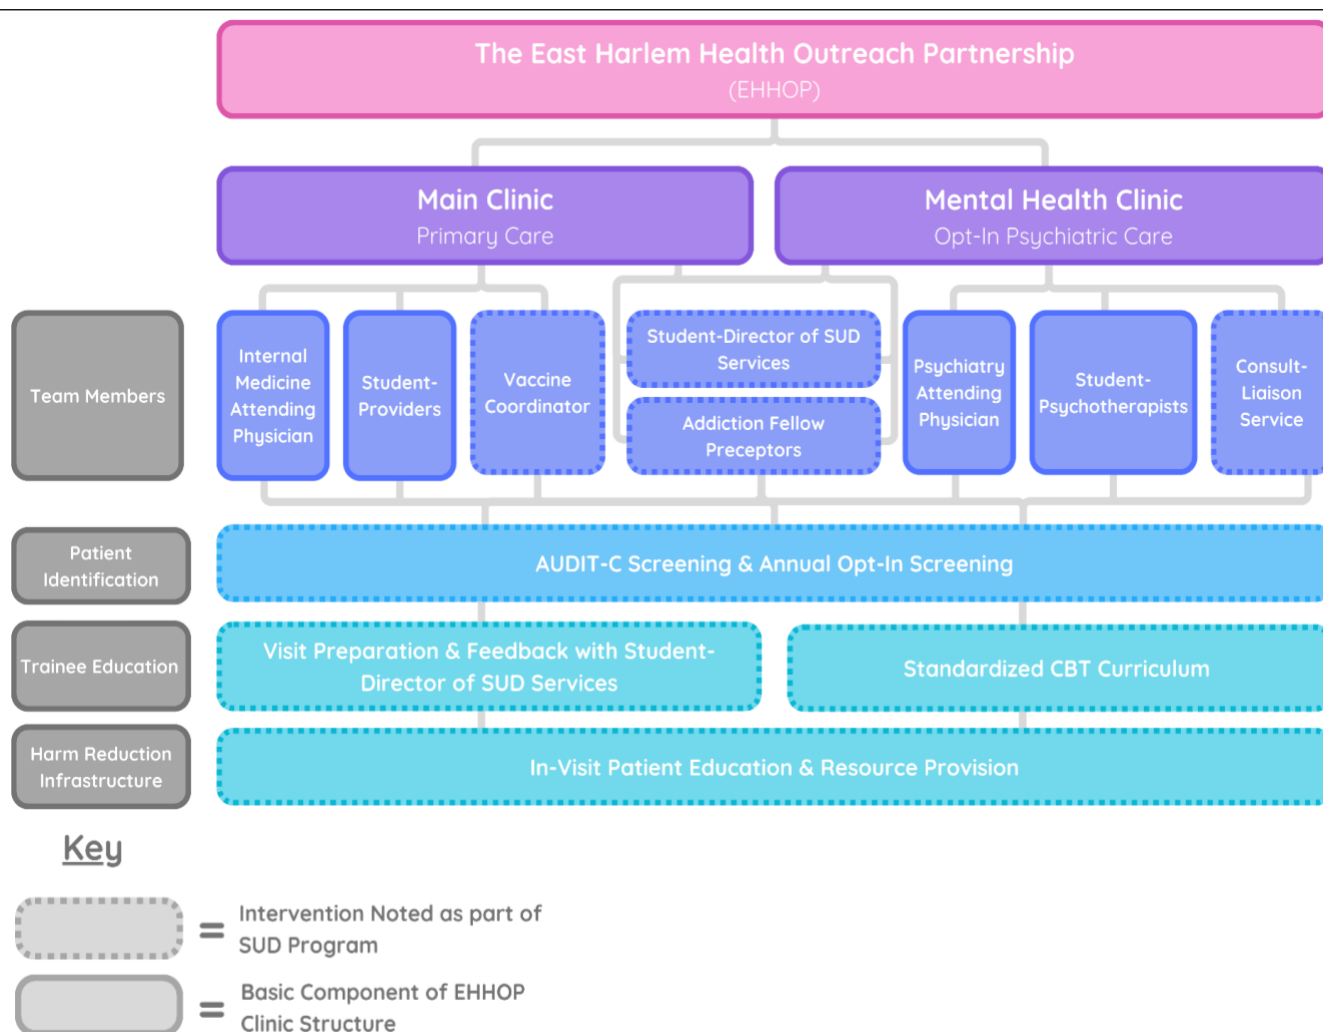 The East Harlem Health Outreach Partnership
(EHHOP)
Main Clinic
Primary Care
Mental Health Clinic
Opt-In Psychiatric Care
Team Members
Internal
Medicine
Attending
Physician
Student-
Providers
Vaccine
Coordinator
Student-Director of SUD
Services
Addiction Fellow
Preceptors
Psychiatry
Attending
Physician
Student-
Psychotherapists
Consult-
Liaison
Service
Patient
Identification
AUDIT-C Screening & Annual Opt-In Screening
Trainee Education
Visit Preparation & Feedback with Student-
Director of SUD Services
Standardized CBT Curriculum
Harm Reduction
Infrastructure
In-Visit Patient Education & Resource Provision
Key
= Intervention Noted as part of
SUD Program
= Basic Component of EHHOP
Clinic Structure